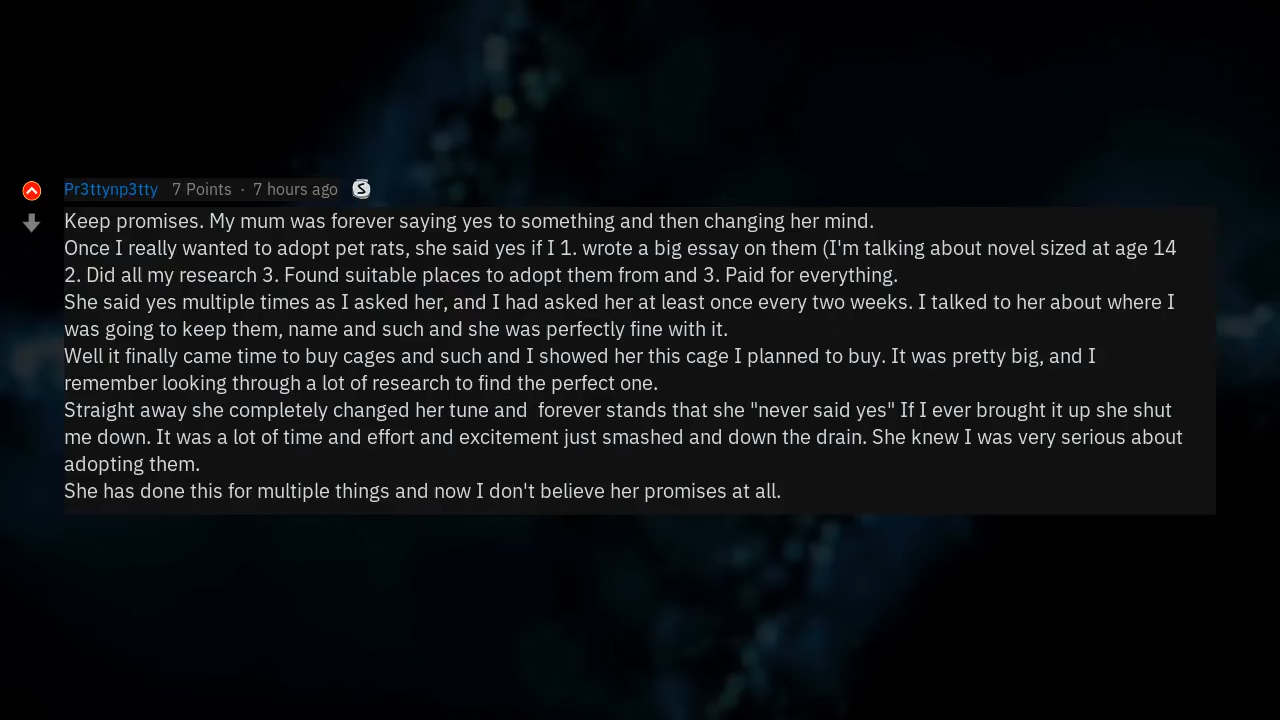 Pr3ttynp3tty 7 Points · 7 hours ago S
Keep promises. My mum was forever saying yes to something and then changing her mind.
Once I really wanted to adopt pet rats, she said yes if I 1. wrote a big essay on them (I'm talking about novel sized at age 14
2. Did all my research 3. Found suitable places to adopt them from and 3. Paid for everything.
She said yes multiple times as I asked her, and I had asked her at least once every two weeks. I talked to her about where I
was going to keep them, name and such and she was perfectly fine with it.
Well it finally came time to buy cages and such and I showed her this cage I planned to buy. It was pretty big, and I
remember looking through a lot of research to find the perfect one.
Straight away she completely changed her tune and  forever stands that she "never said yes" If I ever brought it up she shut
me down. It was a lot of time and effort and excitement just smashed and down the drain. She knew I was very serious about
adopting them.
She has done this for multiple things and now I don't believe her promises at all.